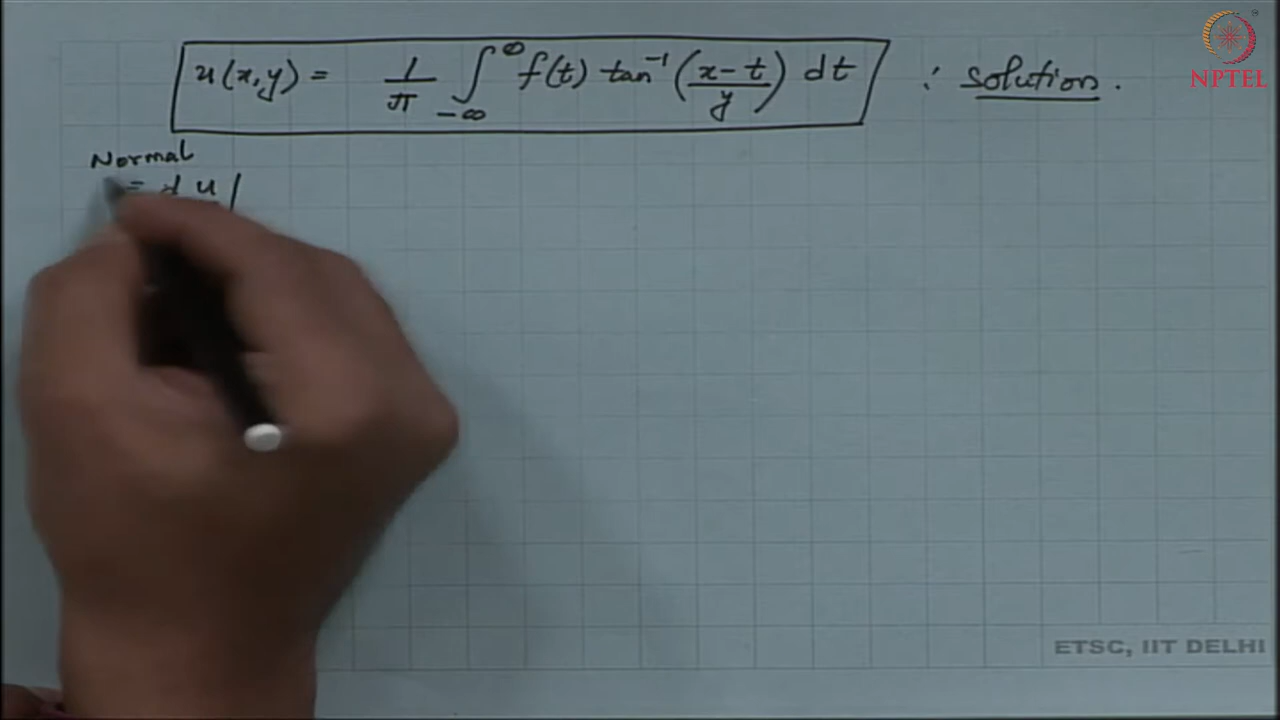 u(x,y) = 1/π ∫_{-∞}^{∞} f(t) tan⁻¹ ((x-t)/y) dt : solution.
NPTEL
Normal
= d u |
ETSC, IIT DELHI